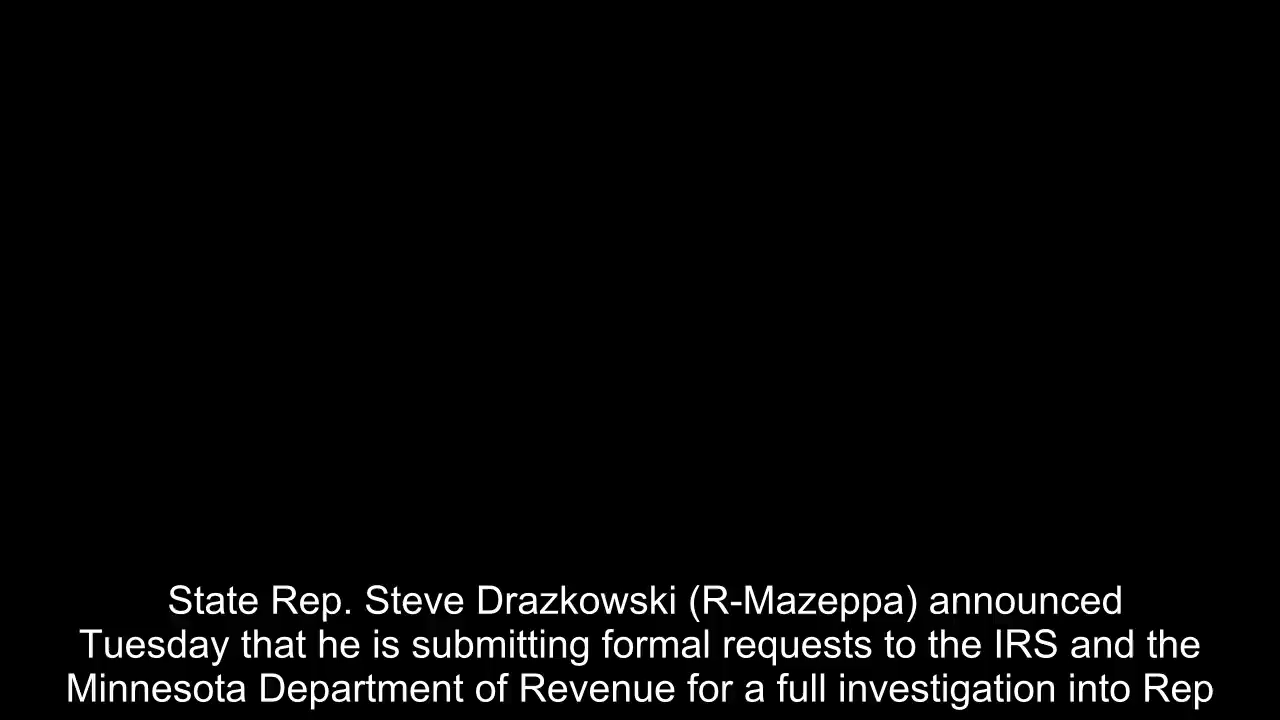 State Rep. Steve Drazkowski (R-Mazeppa) announced
Tuesday that he is submitting formal requests to the IRS and the
Minnesota Department of Revenue for a full investigation into Rep